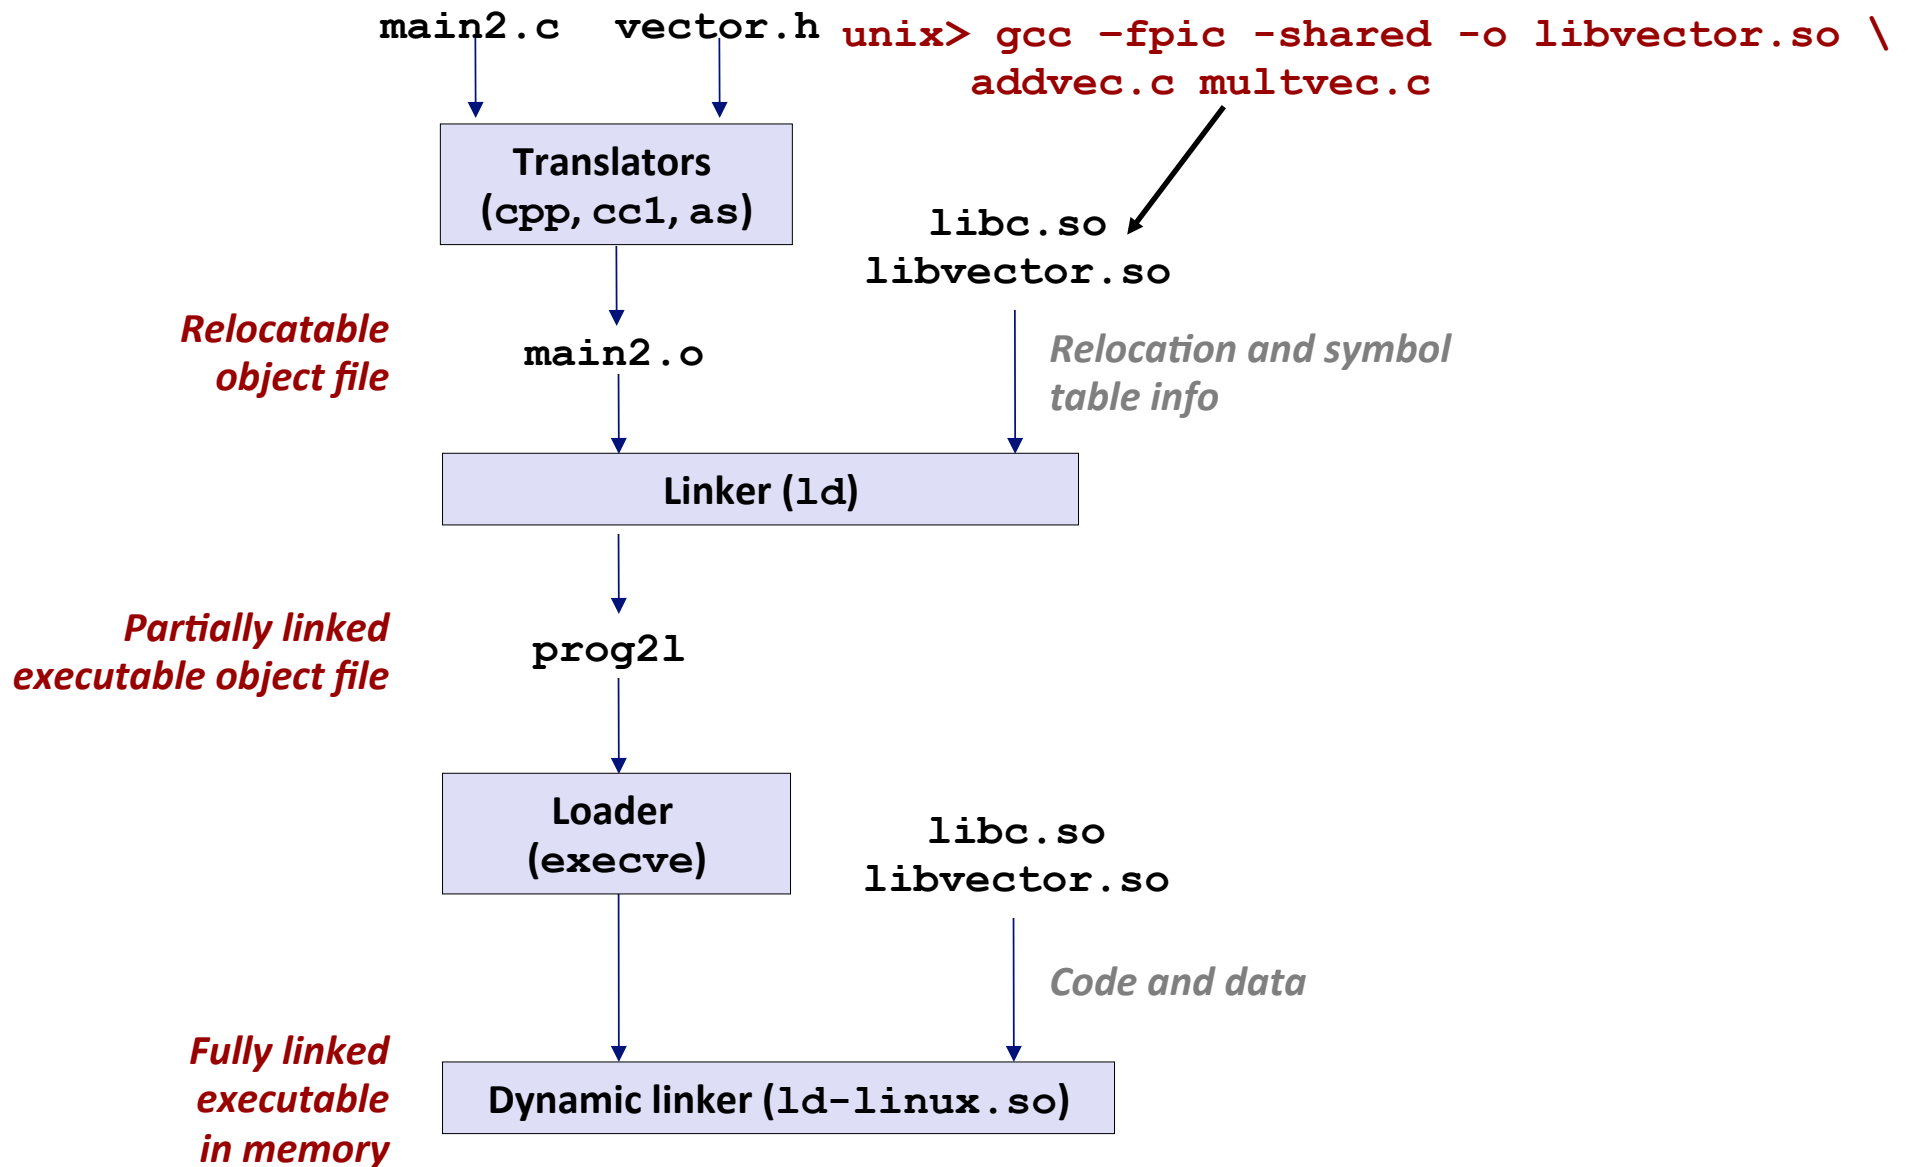 main2.c vector.h
unix> gcc –fpic -shared -o libvector.so \
addvec.c multvec.c
Translators
(cpp, cc1, as)
libc.so
libvector.so
Relocatable
object file
main2.o
Relocation and symbol
table info
Linker (ld)
Partially linked
executable object file
prog2l
Loader
(execve)
libc.so
libvector.so
Code and data
Fully linked
executable
in memory
Dynamic linker (ld-linux.so)